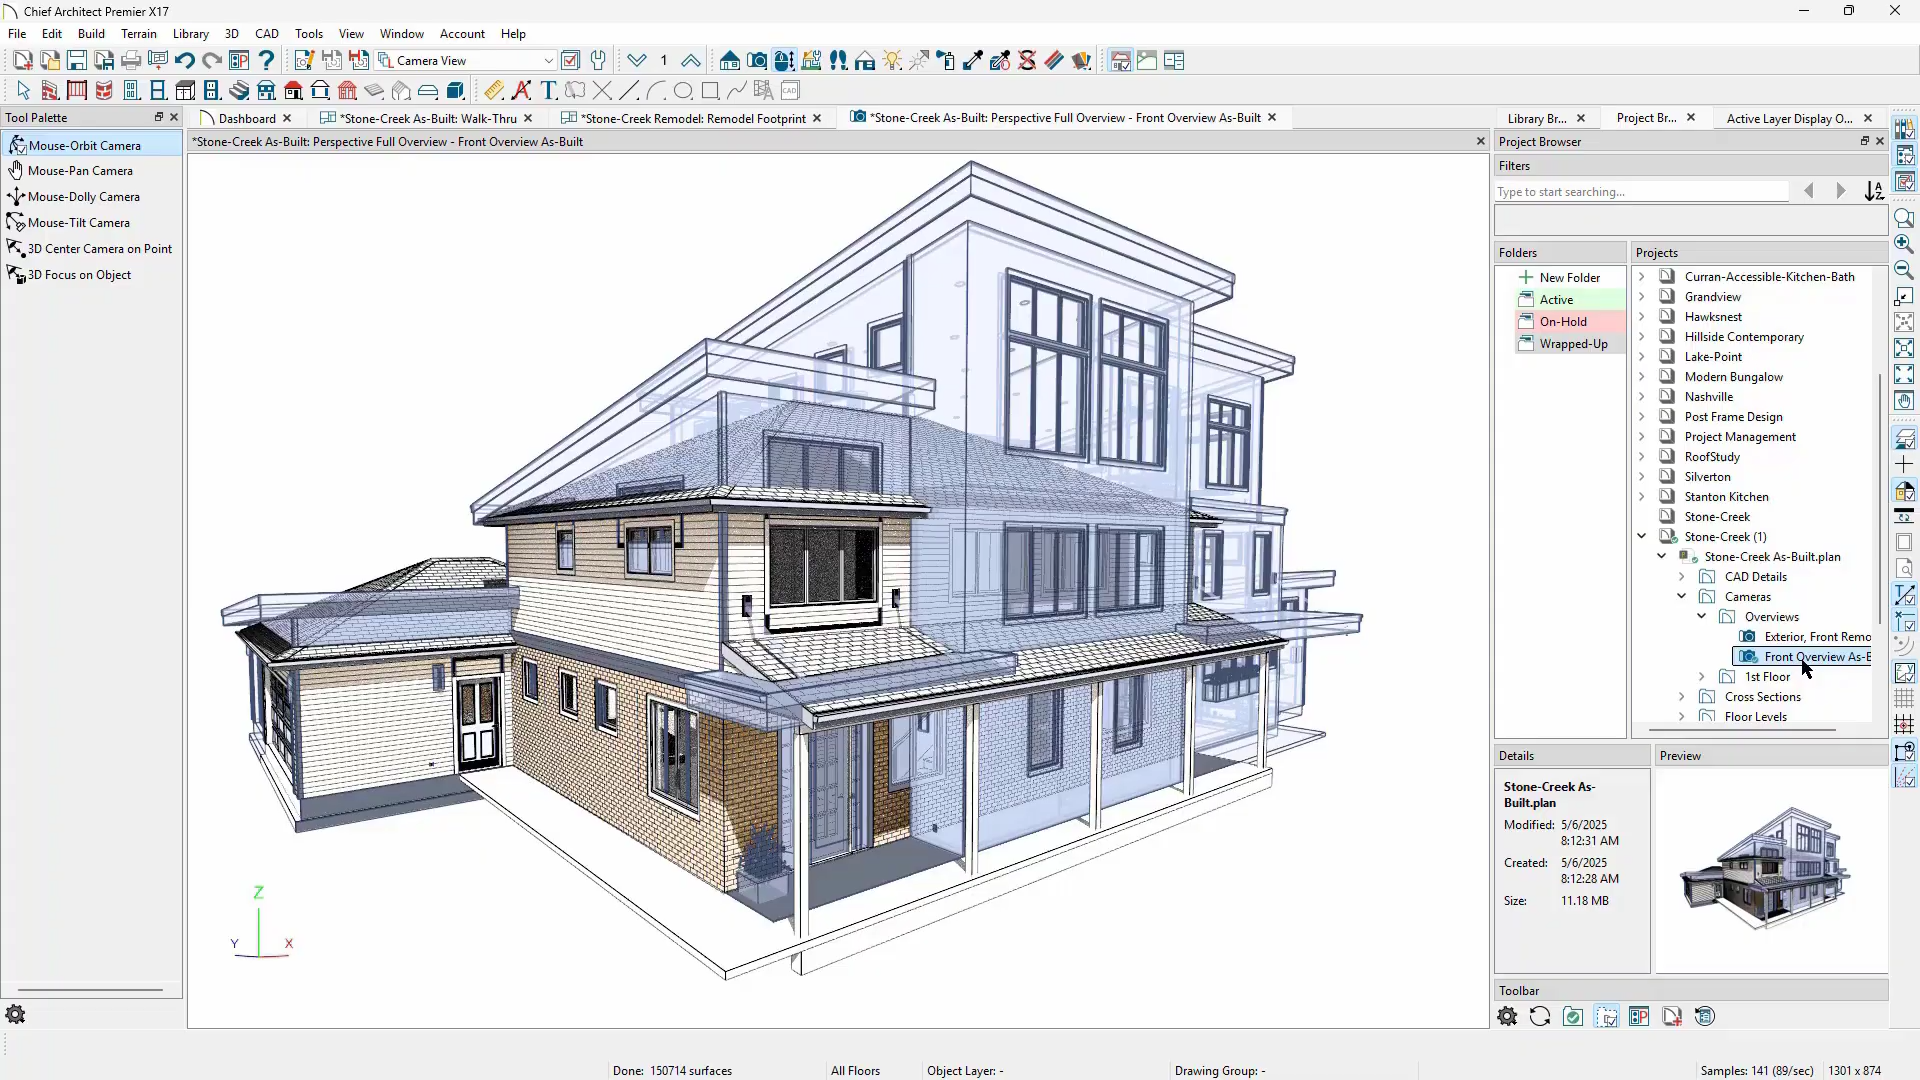 Chief Architect Premier X17
File Edit Build Terrain Library 3D CAD Tools View Window Account Help
Camera View
1
Tool Palette
Dashboard
*Stone-Creek As-Built: Walk-Thru
*Stone-Creek Remodel: Remodel Footprint
*Stone-Creek As-Built: Perspective Full Overview - Front Overview As-Built
Library Br...
Project Br...
Active Layer Display O...
Mouse-Orbit Camera
Mouse-Pan Camera
Mouse-Dolly Camera
Mouse-Tilt Camera
3D Center Camera on Point
3D Focus on Object
*Stone-Creek As-Built: Perspective Full Overview - Front Overview As-Built
Z
Y
X
Project Browser
Filters
Type to start searching...
Folders
New Folder
Active
On-Hold
Wrapped-Up
Projects
Curran-Accessible-Kitchen-Bath
Grandview
Hawksnest
Hillside Contemporary
Lake-Point
Modern Bungalow
Nashville
Post Frame Design
Project Management
RoofStudy
Silverton
Stanton Kitchen
Stone-Creek
Stone-Creek (1)
Stone-Creek As-Built.plan
CAD Details
Cameras
Overviews
Exterior, Front Remo
Front Overview As-B
1st Floor
Cross Sections
Floor Levels
Details
Stone-Creek As-
Built.plan
Modified: 5/6/2025
8:12:31 AM
Created: 5/6/2025
8:12:28 AM
Size: 11.18 MB
Preview
Toolbar
Done: 150714 surfaces
All Floors
Object Layer: -
Drawing Group: -
Samples: 141 (89/sec)
1301 x 874